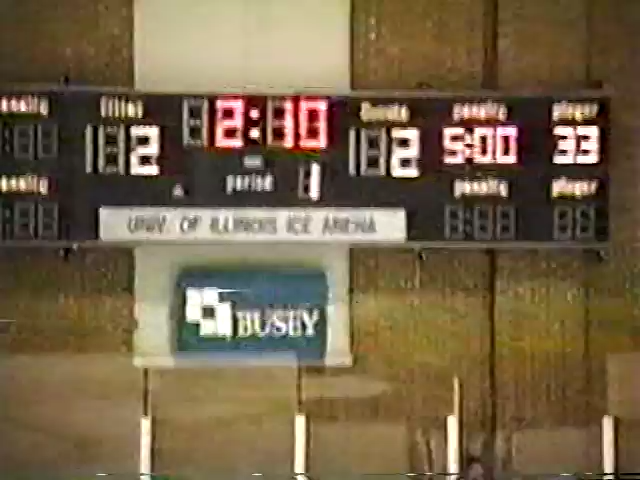 penalty Illini 2:10 Guests penalty player
2 2 5:00 33
penalty period 1 penalty player
UNIV. OF ILLINOIS ICE ARENA
BUSEY